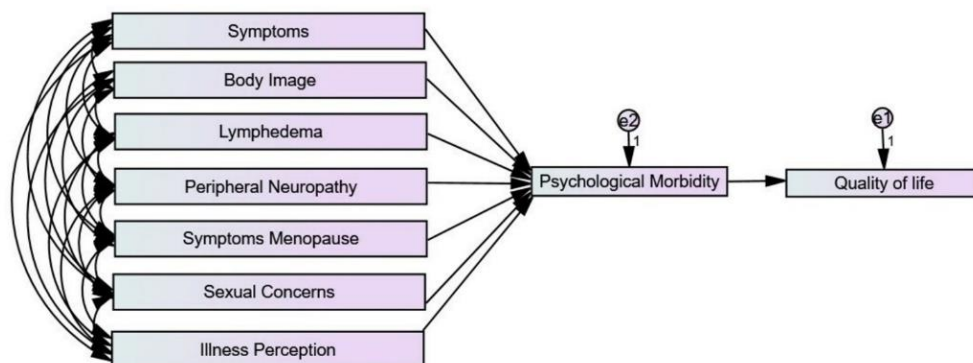 Symptoms
Body Image
Lymphedema
Peripheral Neuropathy
Symptoms Menopause
Sexual Concerns
Illness Perception
e2
1
Psychological Morbidity
e1
1
Quality of life